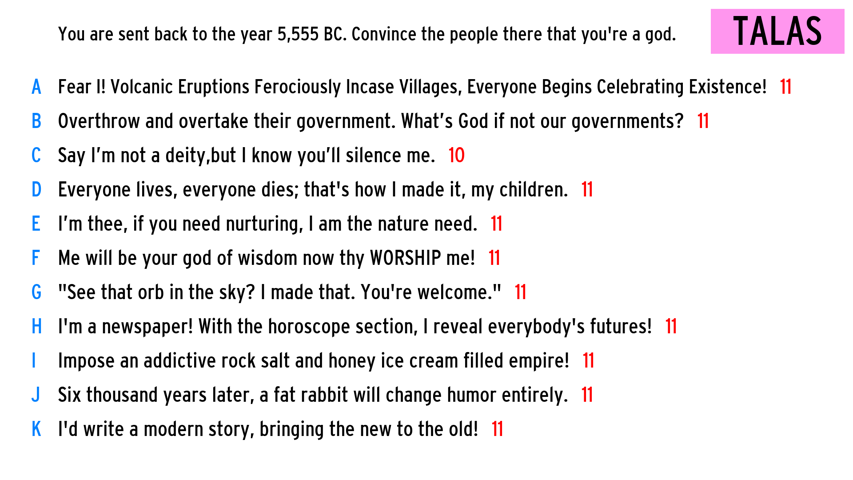 You are sent back to the year 5,555 BC. Convince the people there that you're a god.
TALAS
A Fear I! Volcanic Eruptions Ferociously Incase Villages, Everyone Begins Celebrating Existence! 11
B Overthrow and overtake their government. What's God if not our governments? 11
C Say I'm not a deity,but I know you'll silence me. 10
D Everyone lives, everyone dies; that's how I made it, my children. 11
E I'm thee, if you need nurturing, I am the nature need. 11
F Me will be your god of wisdom now thy WORSHIP me! 11
G "See that orb in the sky? I made that. You're welcome." 11
H I'm a newspaper! With the horoscope section, I reveal everybody's futures! 11
I Impose an addictive rock salt and honey ice cream filled empire! 11
J Six thousand years later, a fat rabbit will change humor entirely. 11
K I'd write a modern story, bringing the new to the old! 11